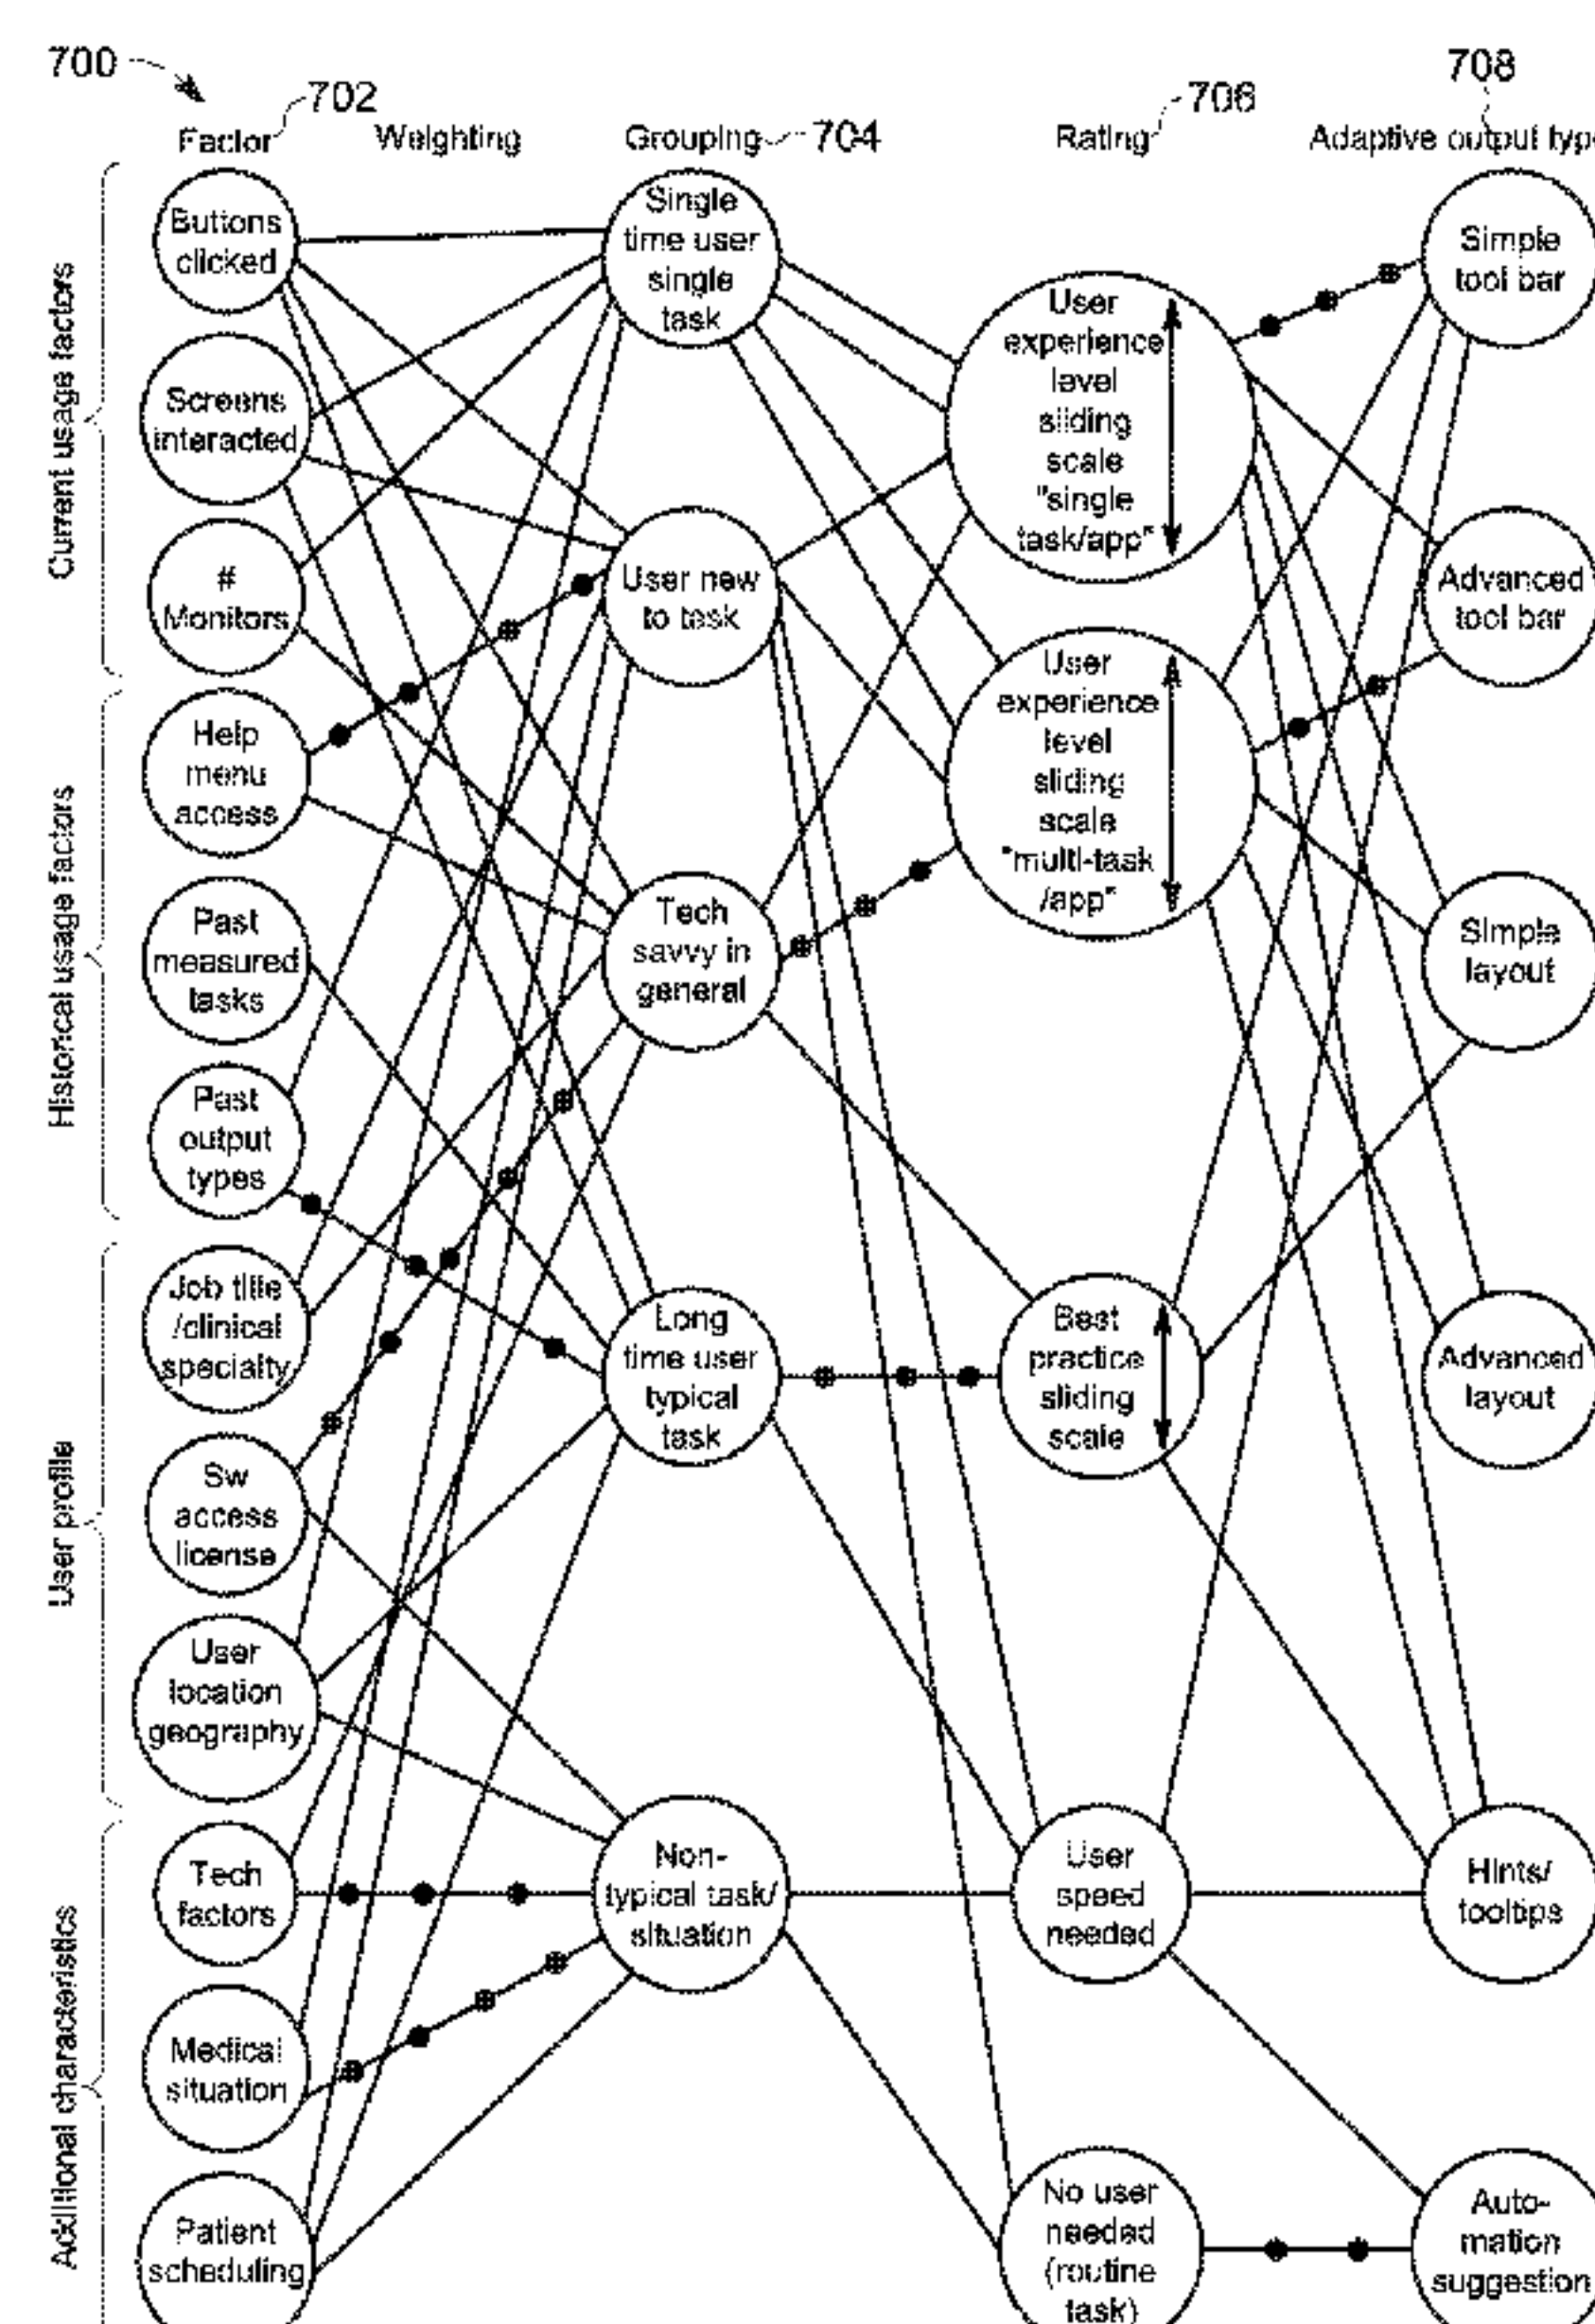 700
702
Factor
Weighting
Grouping
704
706
Rating
708
Adaptive output typ
Current usage factors
Buttons
clicked
Screens
interacted
#
Monitors
Historical usage factors
Help
menu
access
Past
measured
tasks
Past
output
types
User profile
Job title
/clinical
specialty
Sw
access
license
User
location
geography
Additional characteristics
Tech
factors
Medical
situation
Patient
scheduling
Single
time user
single
task
User new
to task
Tech
savvy in
general
Long
time user
typical
task
Non-
typical task/
situation
User
experience
level
sliding
scale
"single
task/app"
User
experience
level
sliding
scale
"multi-task
/app"
Best
practice
sliding
scale
User
speed
needed
No user
needed
(routine
task)
Simple
tool bar
Advanced
tool bar
Simple
layout
Advanced
layout
Hints/
tooltips
Auto-
mation
suggestion